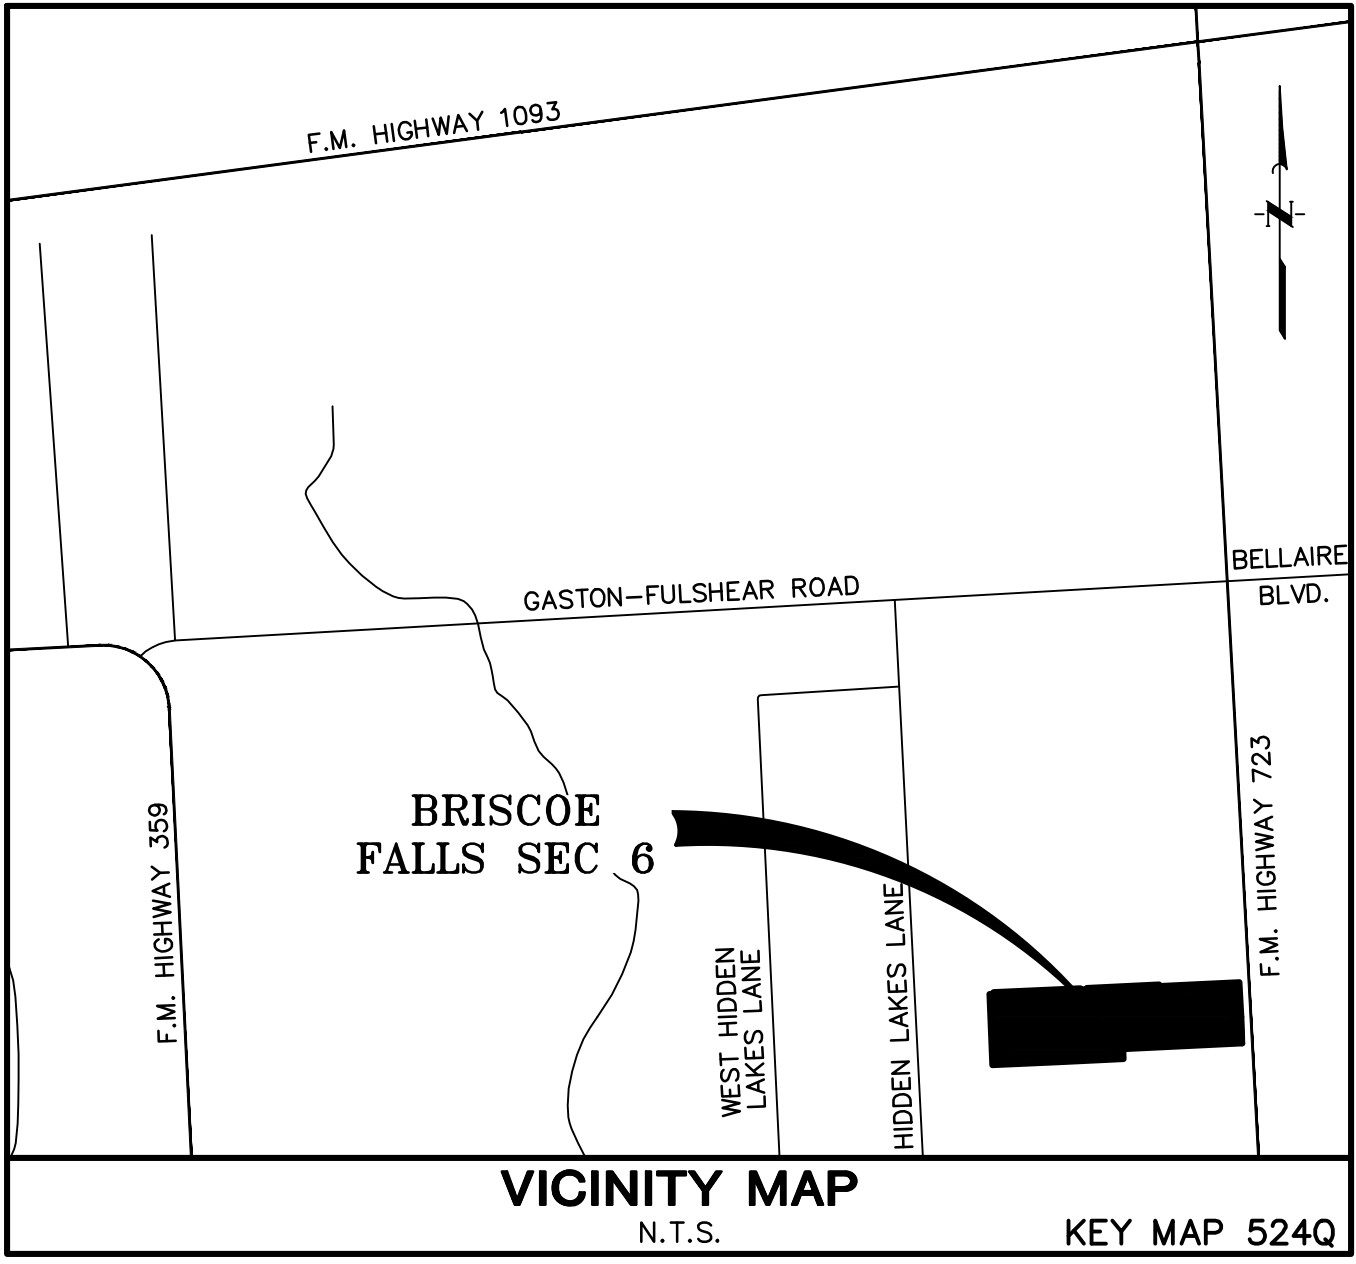 F.M. HIGHWAY 1093
N
BELLAIRE
BLVD.
GASTON-FULSHEAR ROAD
F.M. HIGHWAY 723
BRISCOE
FALLS SEC 6
F.M. HIGHWAY 359
WEST HIDDEN
LAKES LANE
HIDDEN LAKES LANE
VICINITY MAP
N.T.S.
KEY MAP 524Q